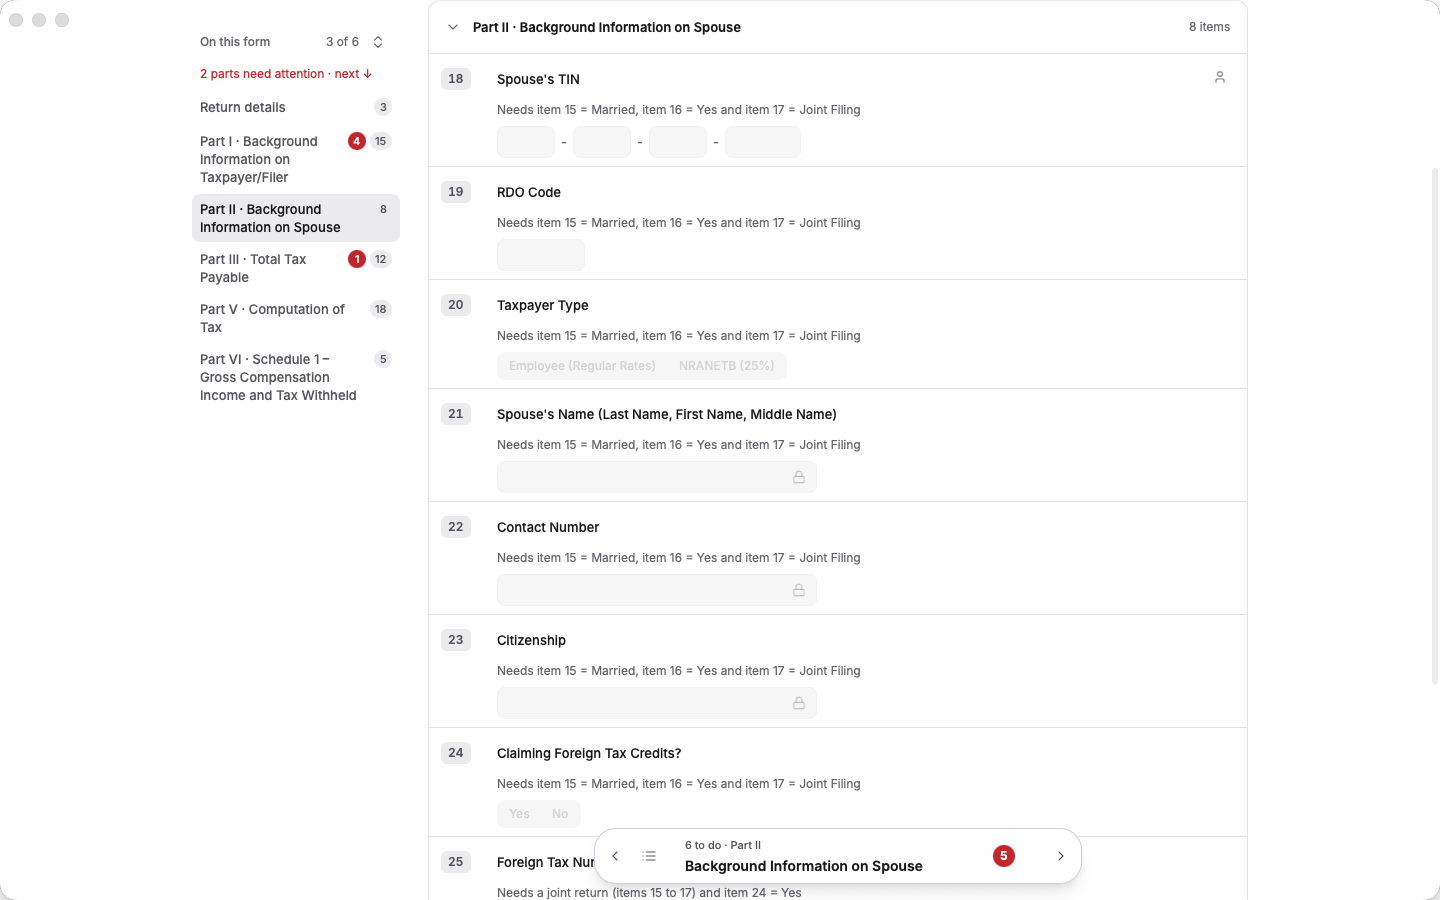 On this form
3 of 6
2 parts need attention · next ↓
Return details
3
Part I · Background
Information on
Taxpayer/Filer
4
15
Part II · Background
Information on Spouse
8
Part III · Total Tax
Payable
1
12
Part V · Computation of
Tax
18
Part VI · Schedule 1 –
Gross Compensation
Income and Tax Withheld
5
Part II · Background Information on Spouse
8 items
18
Spouse's TIN
Needs item 15 = Married, item 16 = Yes and item 17 = Joint Filing
- - -
19
RDO Code
Needs item 15 = Married, item 16 = Yes and item 17 = Joint Filing
20
Taxpayer Type
Needs item 15 = Married, item 16 = Yes and item 17 = Joint Filing
Employee (Regular Rates)
NRANETB (25%)
21
Spouse's Name (Last Name, First Name, Middle Name)
Needs item 15 = Married, item 16 = Yes and item 17 = Joint Filing
22
Contact Number
Needs item 15 = Married, item 16 = Yes and item 17 = Joint Filing
23
Citizenship
Needs item 15 = Married, item 16 = Yes and item 17 = Joint Filing
24
Claiming Foreign Tax Credits?
Needs item 15 = Married, item 16 = Yes and item 17 = Joint Filing
Yes
No
25
Foreign Tax
Needs a joint return (items 15 to 17) and item 24 = Yes
6 to do · Part II
Background Information on Spouse
5